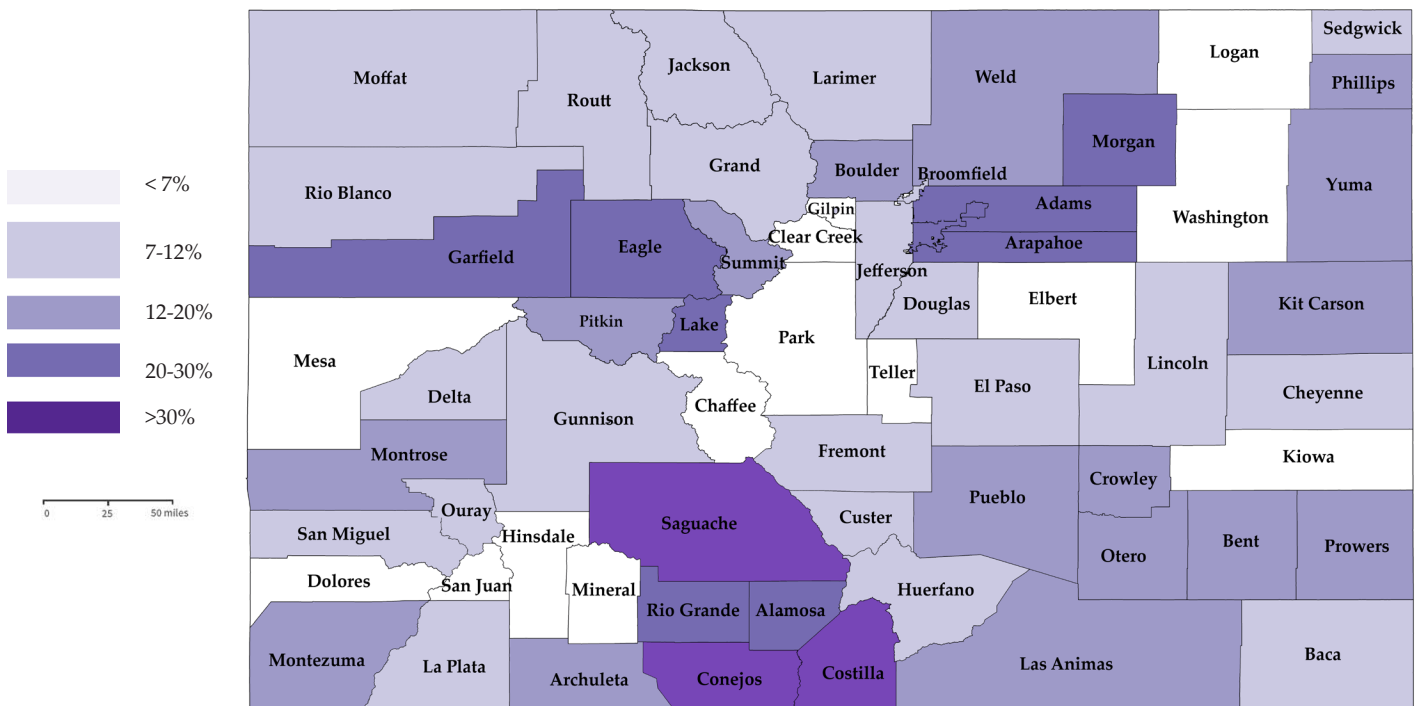 Sedgwick
Logan
Jackson
Moffat
Larimer
Weld
Phillips
Routt
Morgan
Grand
Boulder
Broomfield
< 7%
Yuma
Rio Blanco
Adams
Gilpin
Washington
Clear Creek
Arapahoe
Eagle
7-12%
Garfield
Summit
Jefferson
Elbert
Douglas
Kit Carson
12-20%
Pitkin
Lake
Park
Mesa
Lincoln
20-30%
Teller
El Paso
Cheyenne
Delta
Chaffee
>30%
Gunnison
Fremont
Montrose
Kiowa
Crowley
Pueblo
0 25 50 miles
Ouray
Custer
Saguache
San Miguel
Hinsdale
Bent
Prowers
Otero
Dolores
San Juan
Mineral
Huerfano
Rio Grande
Alamosa
Montezuma
La Plata
Las Animas
Baca
Costilla
Archuleta
Conejos